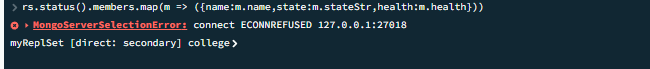 > rs.status().members.map(m => ({name:m.name,state:m.stateStr,health:m.health}))
MongoServerSelectionError: connect ECONNREFUSED 127.0.0.1:27018
myReplSet [direct: secondary] college>